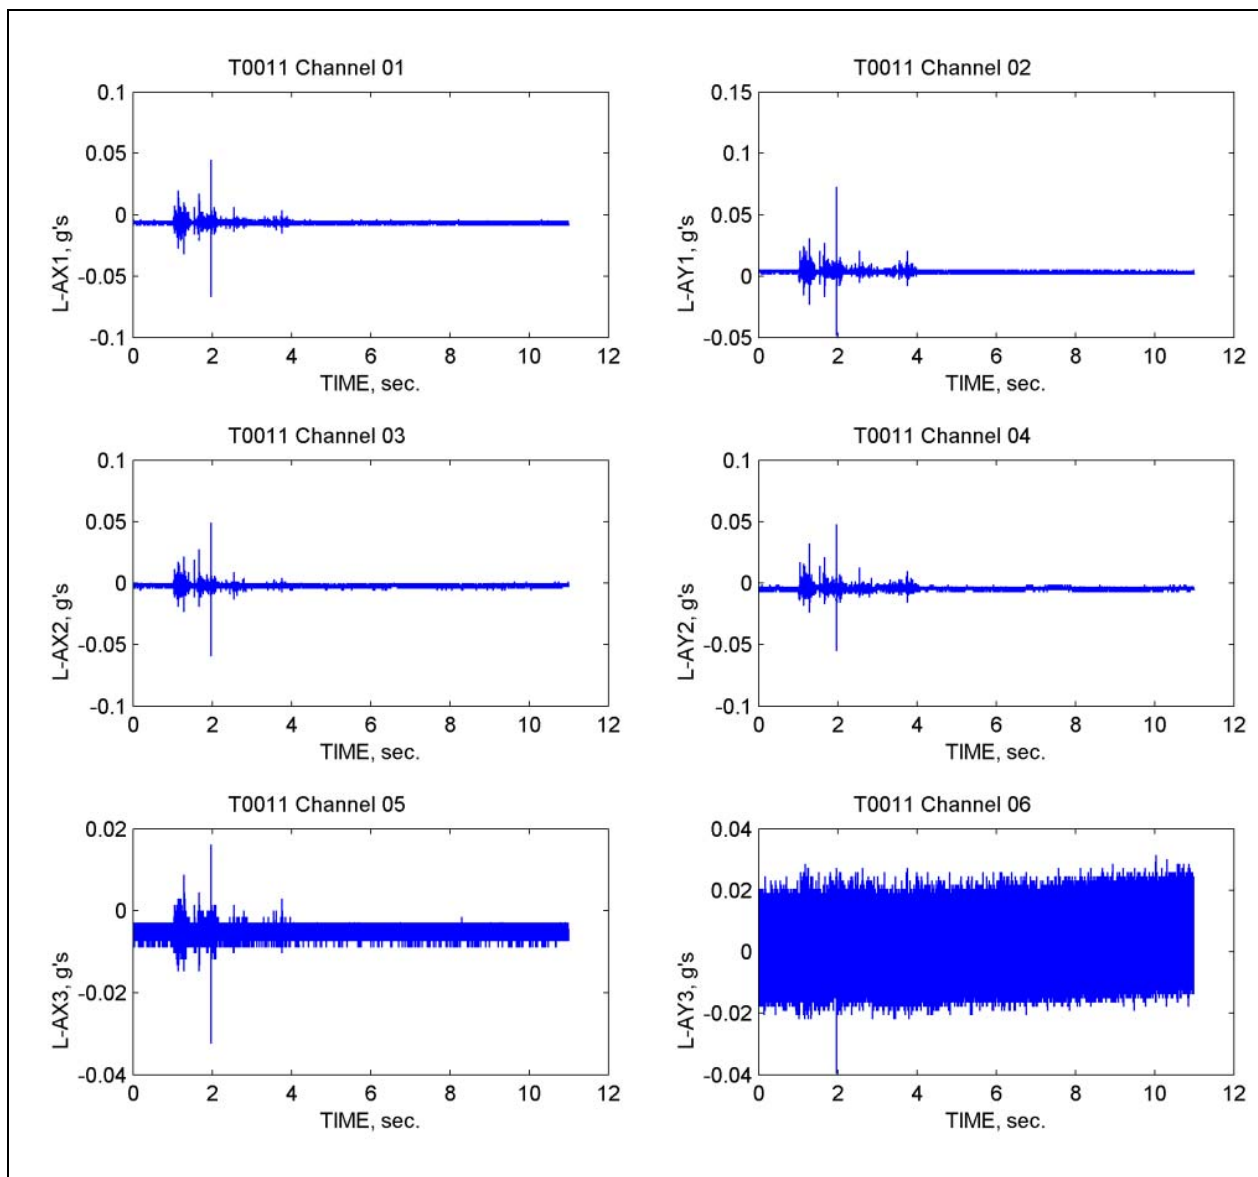 T0011 Channel 01
0.1
0.05
0
-0.05
-0.1
L-AX1, g's
0 2 4 6 8 10 12
TIME, sec.
T0011 Channel 02
0.15
0.1
0.05
0
-0.05
L-AY1, g's
0 2 4 6 8 10 12
TIME, sec.
T0011 Channel 03
0.1
0.05
0
-0.05
-0.1
L-AX2, g's
0 2 4 6 8 10 12
TIME, sec.
T0011 Channel 04
0.1
0.05
0
-0.05
-0.1
L-AY2, g's
0 2 4 6 8 10 12
TIME, sec.
T0011 Channel 05
0.02
0
-0.02
-0.04
L-AX3, g's
0 2 4 6 8 10 12
TIME, sec.
T0011 Channel 06
0.04
0.02
0
-0.02
-0.04
L-AY3, g's
0 2 4 6 8 10 12
TIME, sec.